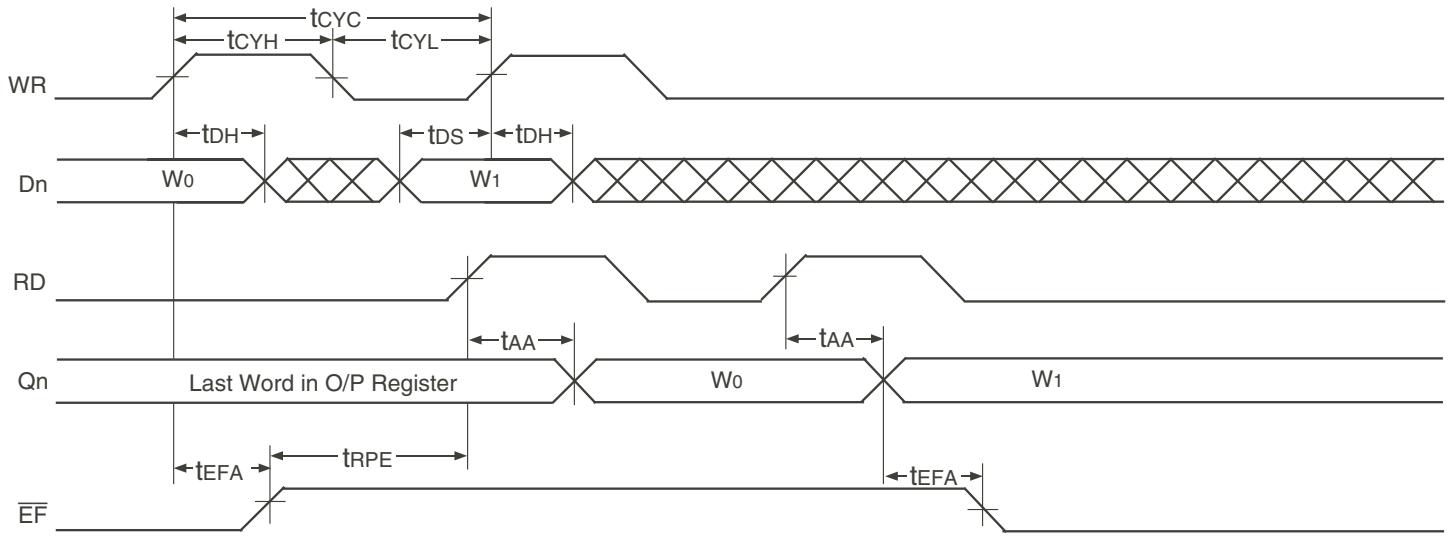 tCYC
tCYH tCYL
WR
tDH tDS tDH
Dn W0 W1
RD
tAA tAA
Qn Last Word in O/P Register W0 W1
tEFA tRPE tEFA
E̅F̅